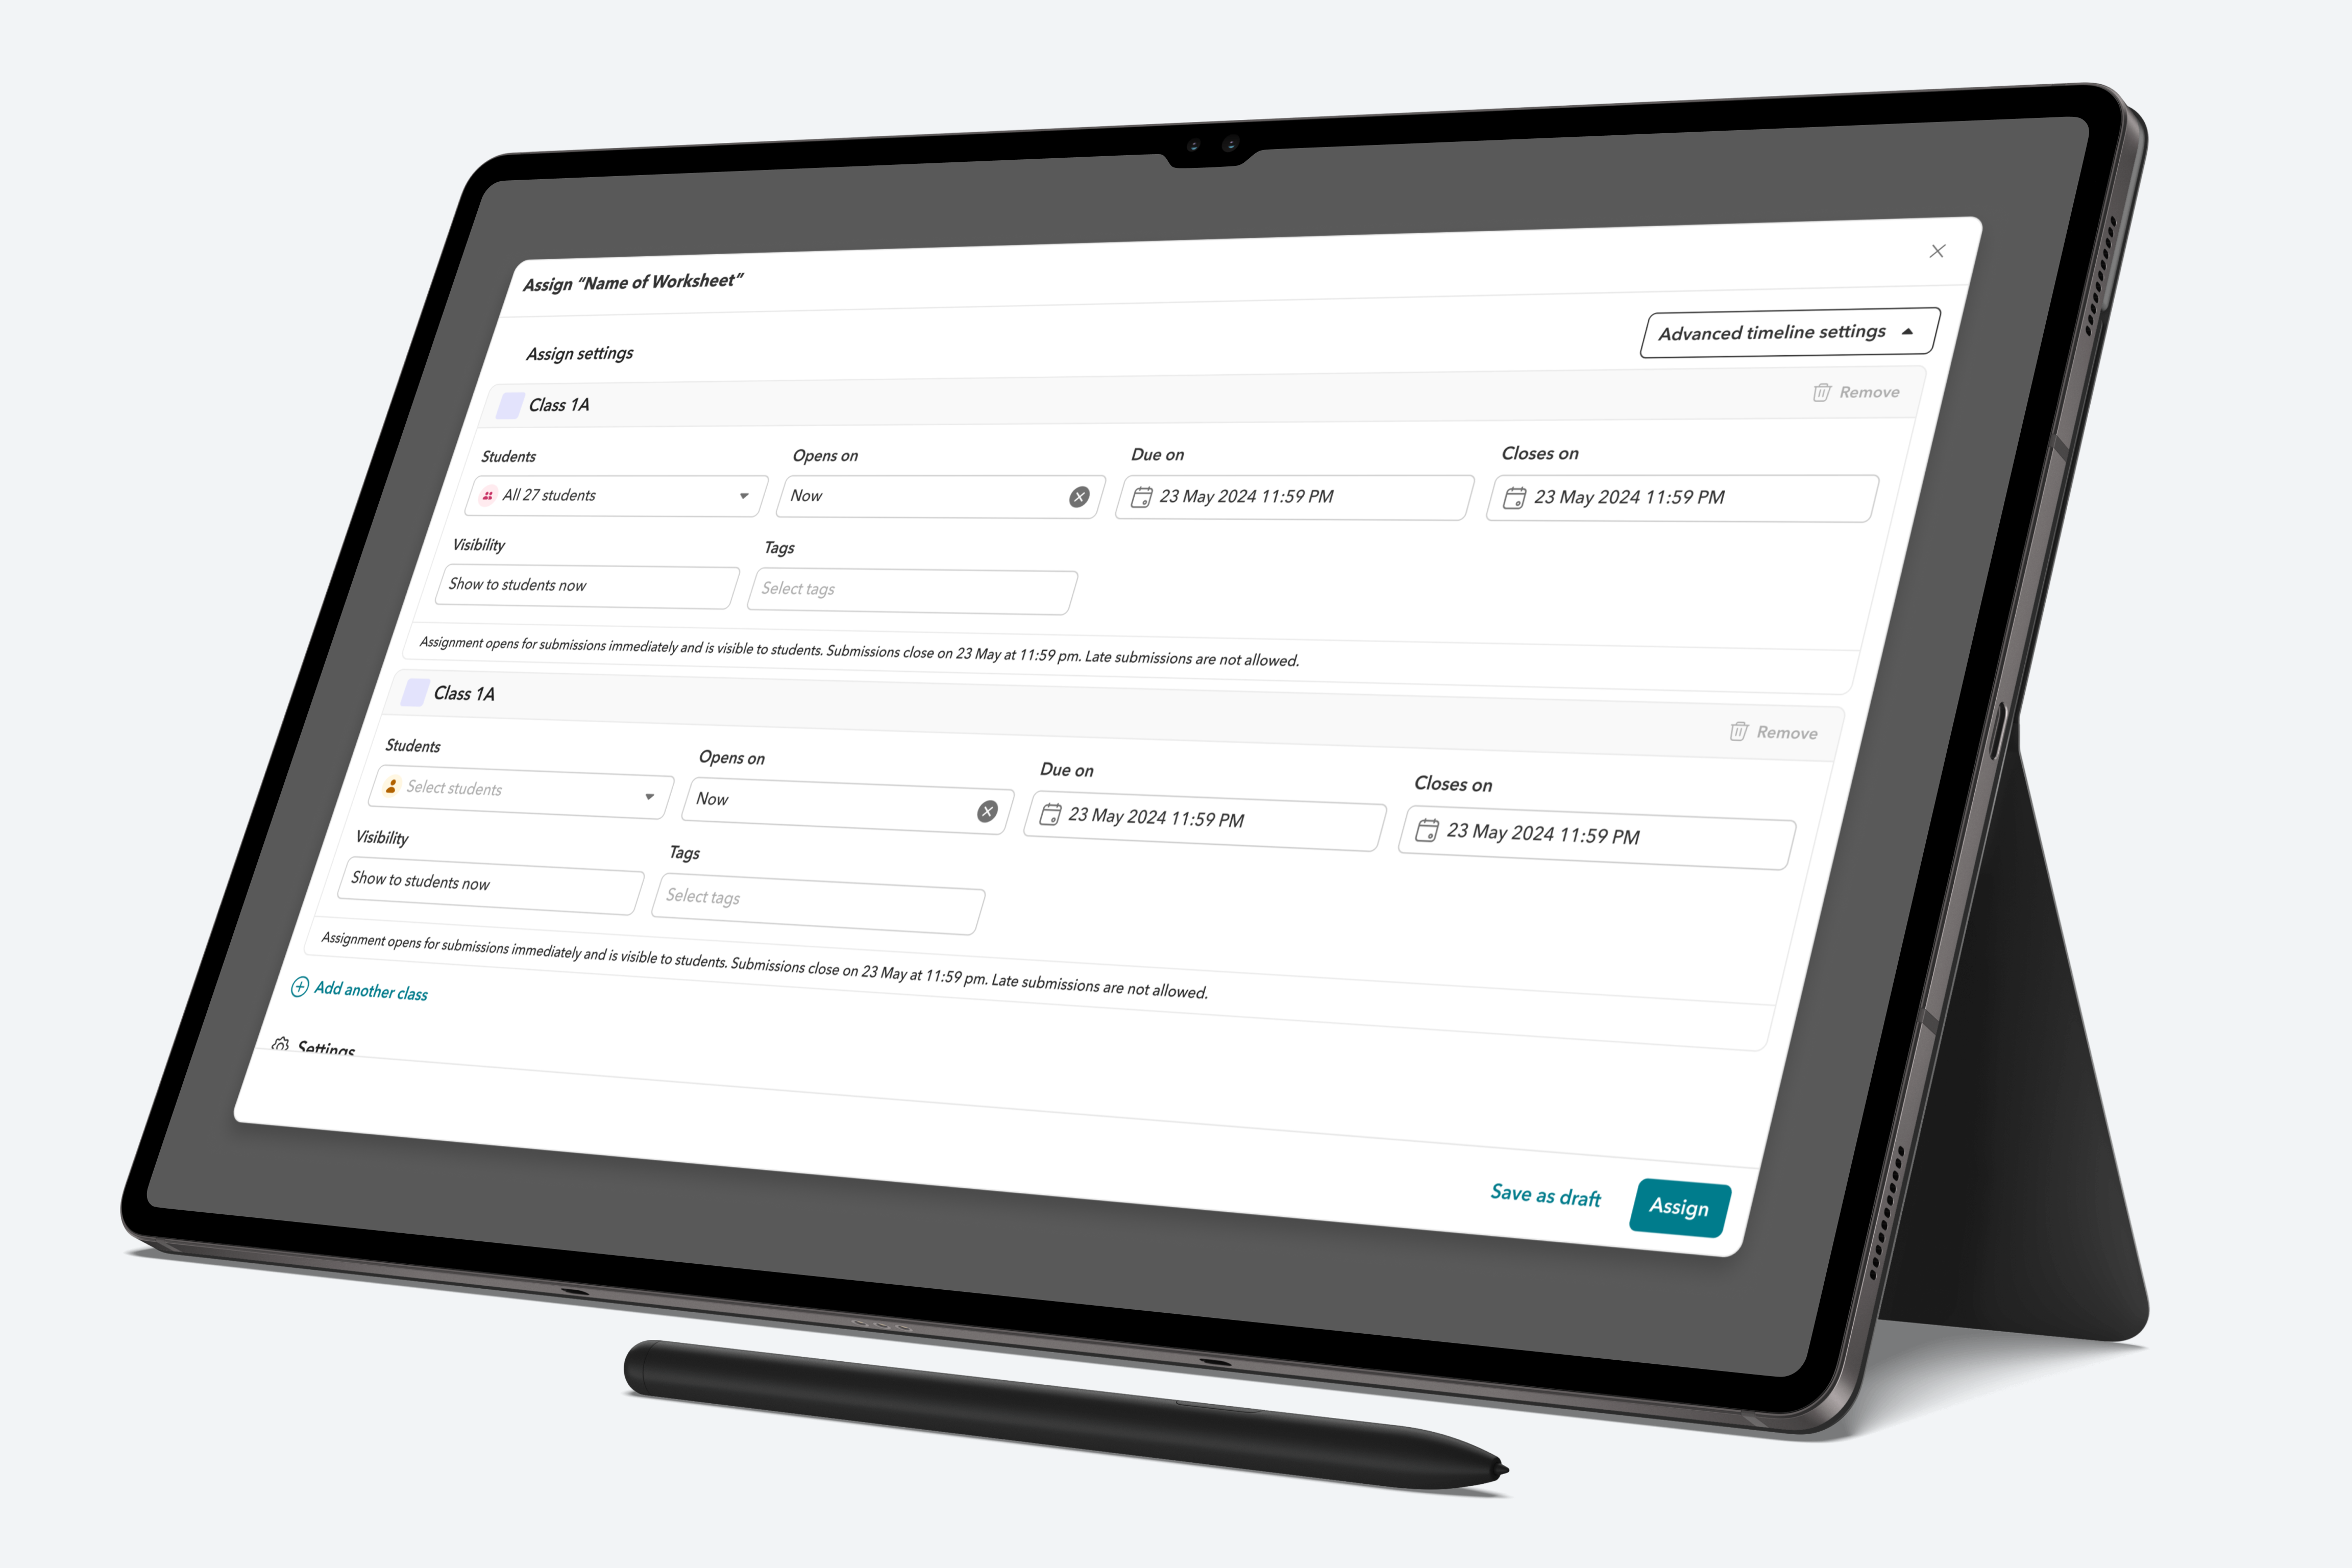 Assign “Name of Worksheet”
Assign settings
Advanced timeline settings
Class 1A
Remove
Students
Opens on
Due on
Closes on
All 27 students
Now
23 May 2024 11:59 PM
23 May 2024 11:59 PM
Visibility
Tags
Show to students now
Select tags
Assignment opens for submissions immediately and is visible to students. Submissions close on 23 May at 11:59 pm. Late submissions are not allowed.
Class 1A
Remove
Students
Opens on
Due on
Closes on
Select students
Now
23 May 2024 11:59 PM
23 May 2024 11:59 PM
Visibility
Tags
Show to students now
Select tags
Assignment opens for submissions immediately and is visible to students. Submissions close on 23 May at 11:59 pm. Late submissions are not allowed.
Add another class
Settings
Save as draft
Assign